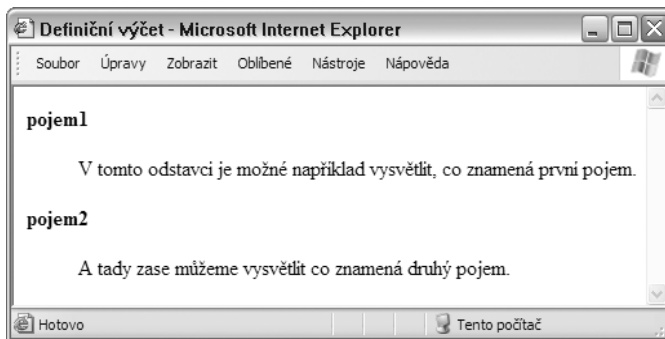 Definiční výčet - Microsoft Internet Explorer
Soubor Úpravy Zobrazit Oblíbené Nástroje Nápověda
pojem1
V tomto odstavci je možné například vysvětlit, co znamená první pojem.
pojem2
A tady zase můžeme vysvětlit co znamená druhý pojem.
Hotovo Tento počítač